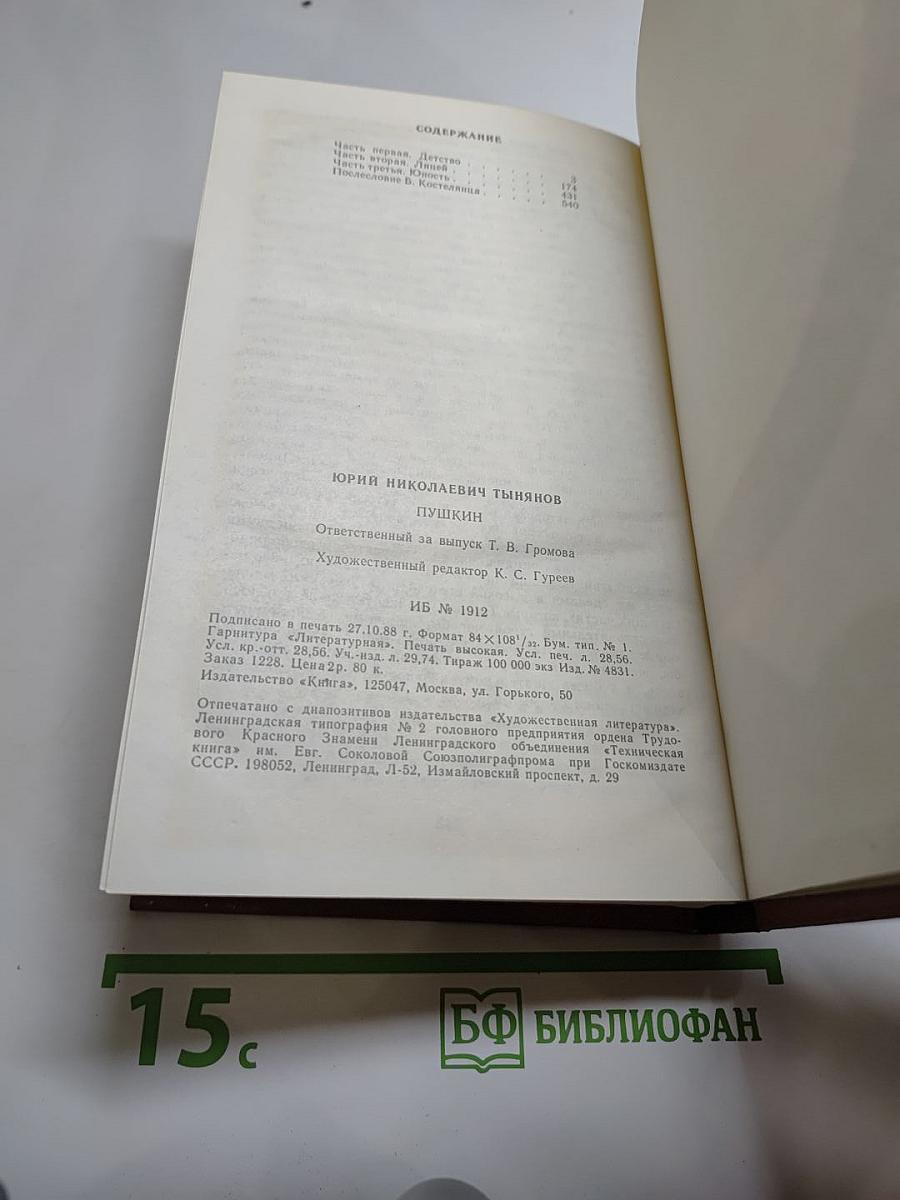 СОДЕРЖАНИЕ
Часть первая. Детство . . . . . . . 3
Часть вторая. Лицей . . . . . . . 174
Часть третья. Юность . . . . . . . 431
Послесловие Б. Костелянца . . . . . 540
ЮРИЙ НИКОЛАЕВИЧ ТЫНЯНОВ
ПУШКИН
Ответственный за выпуск Т. В. Громова
Художественный редактор К. С. Гуреев
ИБ № 1912
Подписано в печать 27.10.88 г. Формат 84×108¹/₃₂. Бум. тип. № 1.
Гарнитура «Литературная». Печать высокая. Усл. печ. л. 28,56.
Усл. кр.-отт. 28,56. Уч.-изд. л. 29,74. Тираж 100 000 экз Изд. № 4831.
Заказ 1228. Цена 2 р. 80 к.
Издательство «Книга», 125047, Москва, ул. Горького, 50
Отпечатано с диапозитивов издательства «Художественная литература».
Ленинградская типография № 2 головного предприятия ордена Трудо-
вого Красного Знамени Ленинградского объединения «Техническая
книга» им. Евг. Соколовой Союзполиграфпрома при Госкомиздате
СССР. 198052, Ленинград, Л-52, Измайловский проспект, д. 29
15 с
БФ БИБЛИОФАН